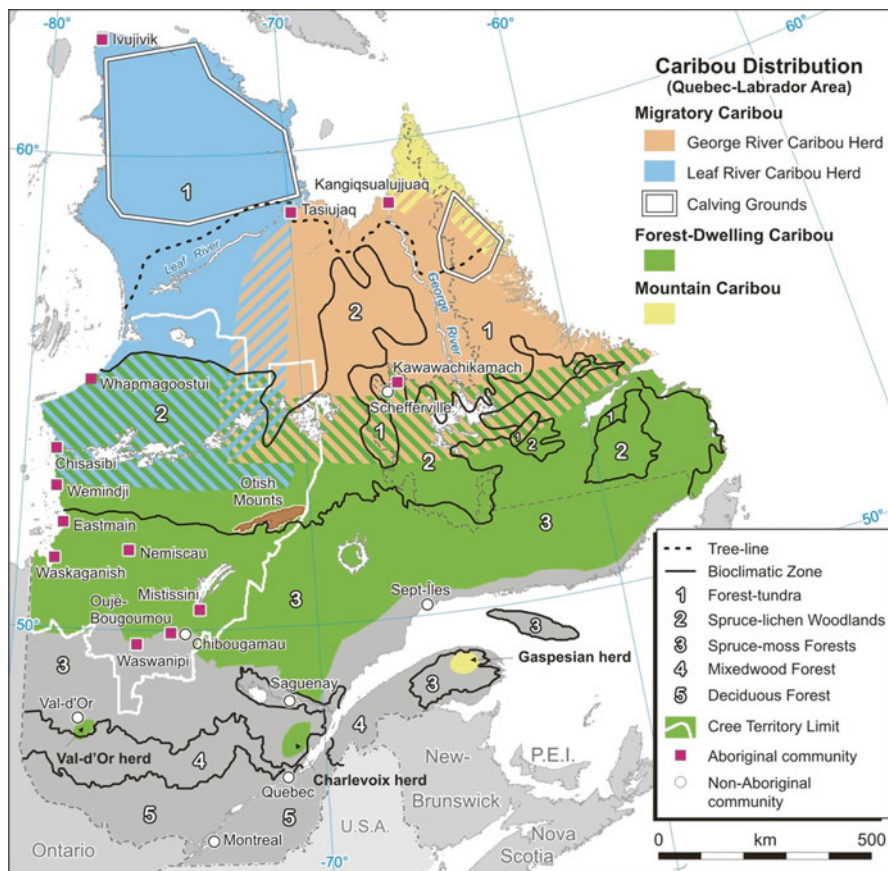 -80°
-70°
-60°
60°
Ivujivik
Caribou Distribution
(Quebec-Labrador Area)
Migratory Caribou
George River Caribou Herd
Leaf River Caribou Herd
Calving Grounds
Forest-Dwelling Caribou
Mountain Caribou
60°
1
Kangiqsualujjuaq
Tasiujaq
Leaf River
George River
2
1
Whapmagoostui
Kawawachikamach
Schefferville
2
1
1
2
1
2
2
Chisasibi
Wemindji
Otish
Mounts
Eastmain
Nemiscau
Waskaganish
Mistissini
Oujé-
Bougoumou
3
3
50°
Sept-Îles
50°
Chibougamau
Waswanipi
3
3
Gaspesian herd
3
Saguenay
3
Val-d'Or
4
4
Val-d'Or herd
Charlevoix herd
Quebec
5
5
Montreal
Ontario
U.S.A.
New-
Brunswick
P.E.I.
Nova
Scotia
-70°
Tree-line
Bioclimatic Zone
1 Forest-tundra
2 Spruce-lichen Woodlands
3 Spruce-moss Forests
4 Mixedwood Forest
5 Deciduous Forest
Cree Territory Limit
Aboriginal community
Non-Aboriginal
community
0 500
km